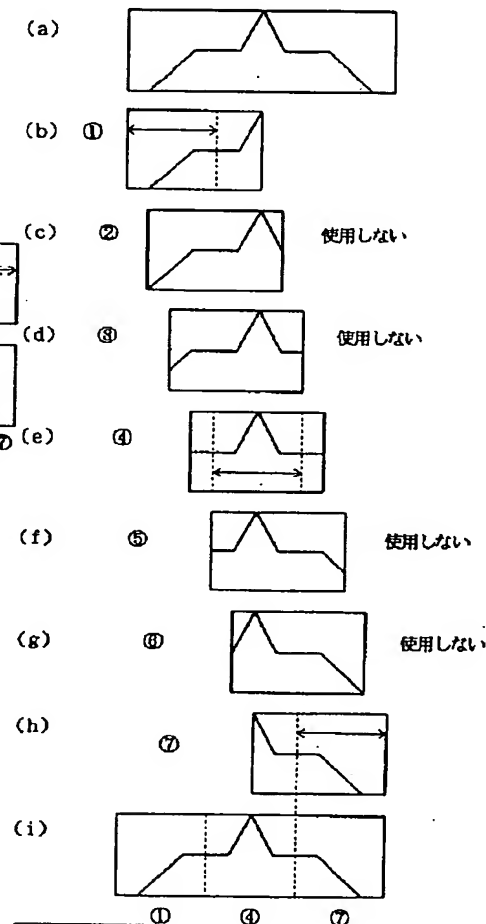 (a)
(b) ①
(c) ② 使用しない
(d) ③ 使用しない
⑦ (e) ④
(f) ⑤ 使用しない
(g) ⑥ 使用しない
(h) ⑦
(i)
① ④ ⑦